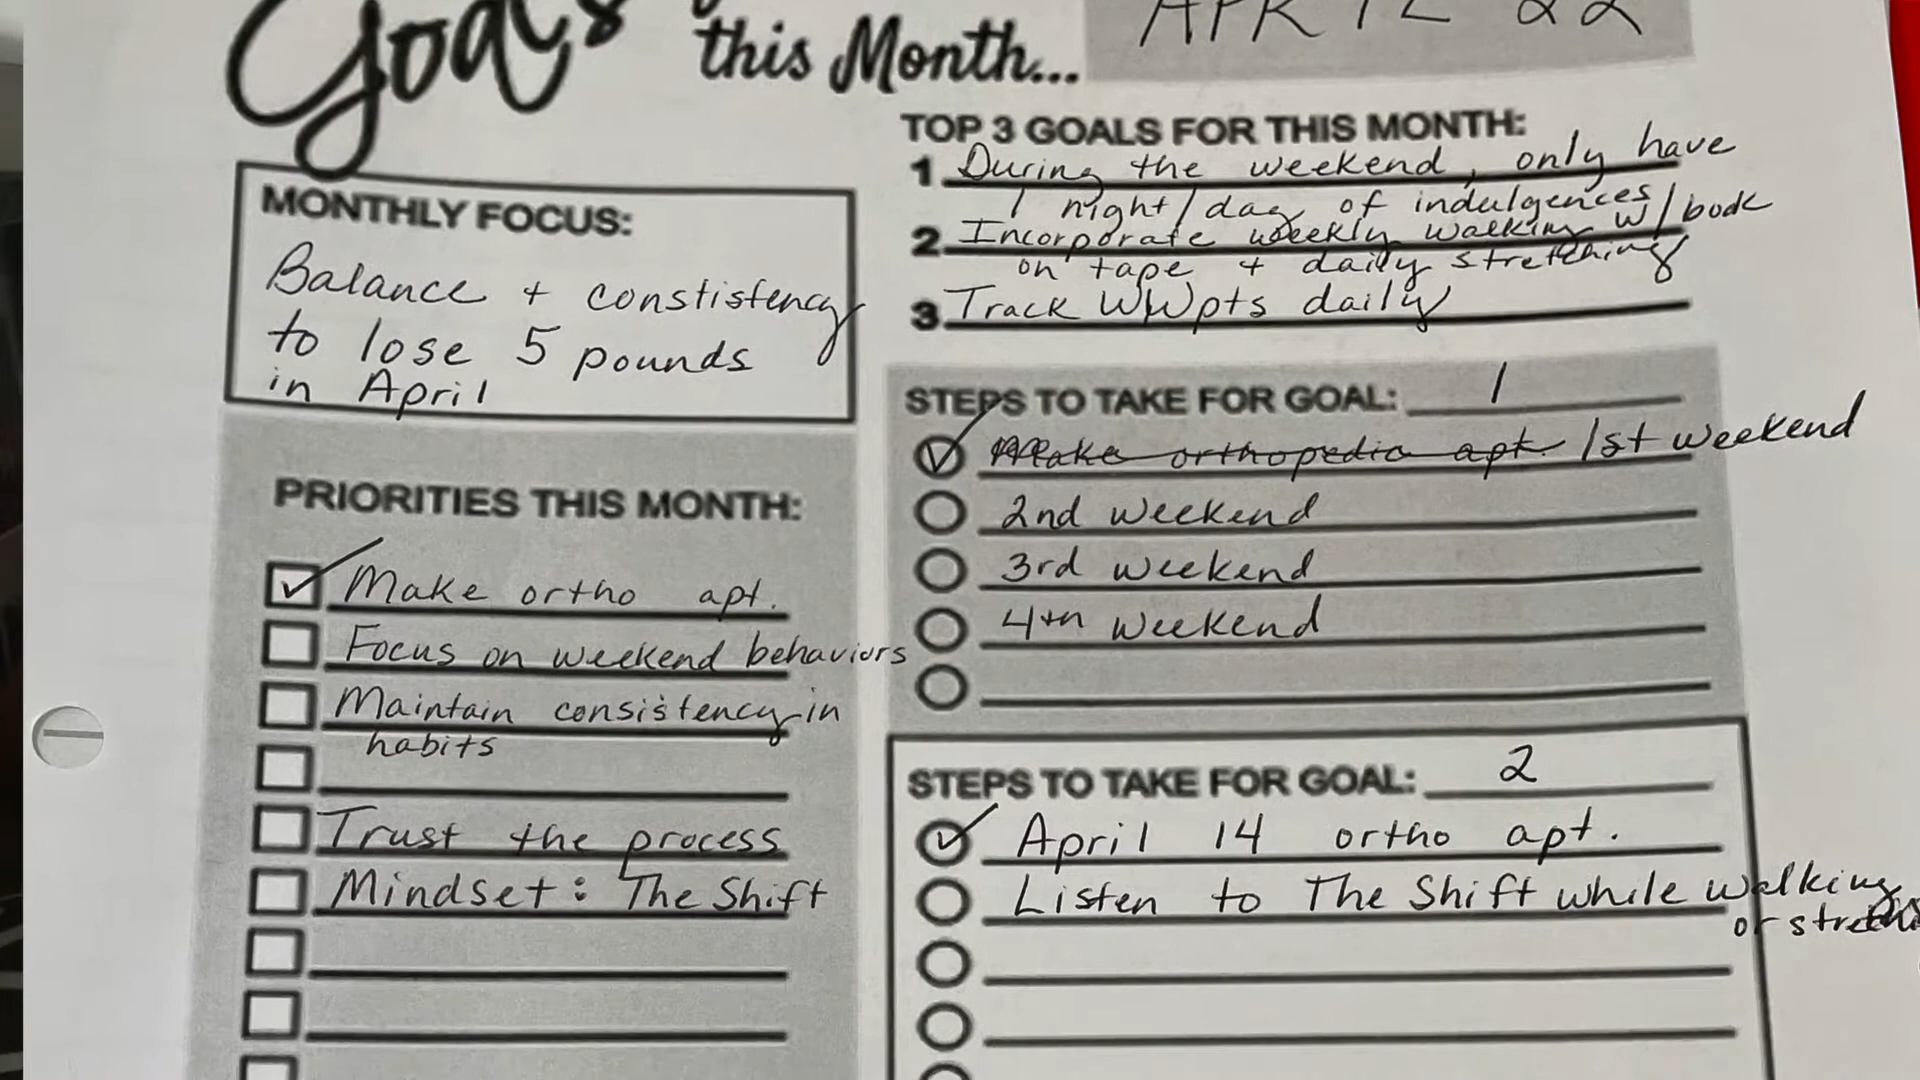 Goals
this Month...
APRIL 22
MONTHLY FOCUS:
Balance + constistency
to lose 5 pounds
in April
PRIORITIES THIS MONTH:
Make ortho apt.
Focus on weekend behaviors
Maintain consistency in
habits
Trust the process
Mindset: The Shift
TOP 3 GOALS FOR THIS MONTH:
1 During the weekend, only have
1 night/day of indulgences
2 Incorporate weekly walking w/book
on tape + daily stretching
3 Track WW pts daily
STEPS TO TAKE FOR GOAL: 1
Make orthopedic apt. 1st weekend
2nd weekend
3rd weekend
4th weekend
STEPS TO TAKE FOR GOAL: 2
April 14 ortho apt.
Listen to The Shift while walking
or